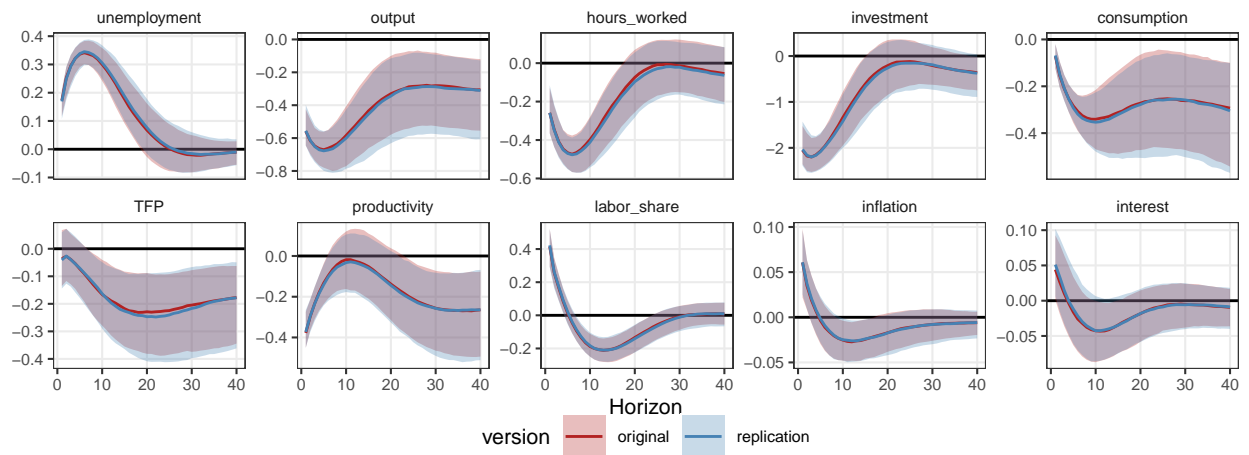 unemployment
output
hours_worked
investment
consumption
0.4
0.3
0.2
0.1
0.0
−0.1
0.0
−0.2
−0.4
−0.6
−0.8
0.0
−0.2
−0.4
−0.6
0
−1
−2
0.0
−0.2
−0.4
TFP
productivity
labor_share
inflation
interest
0.0
−0.1
−0.2
−0.3
−0.4
0.0
−0.2
−0.4
0.4
0.2
0.0
−0.2
0.10
0.05
0.00
−0.05
0.10
0.05
0.00
−0.05
0 10 20 30 40
0 10 20 30 40
0 10 20 30 40
0 10 20 30 40
0 10 20 30 40
Horizon
version original replication